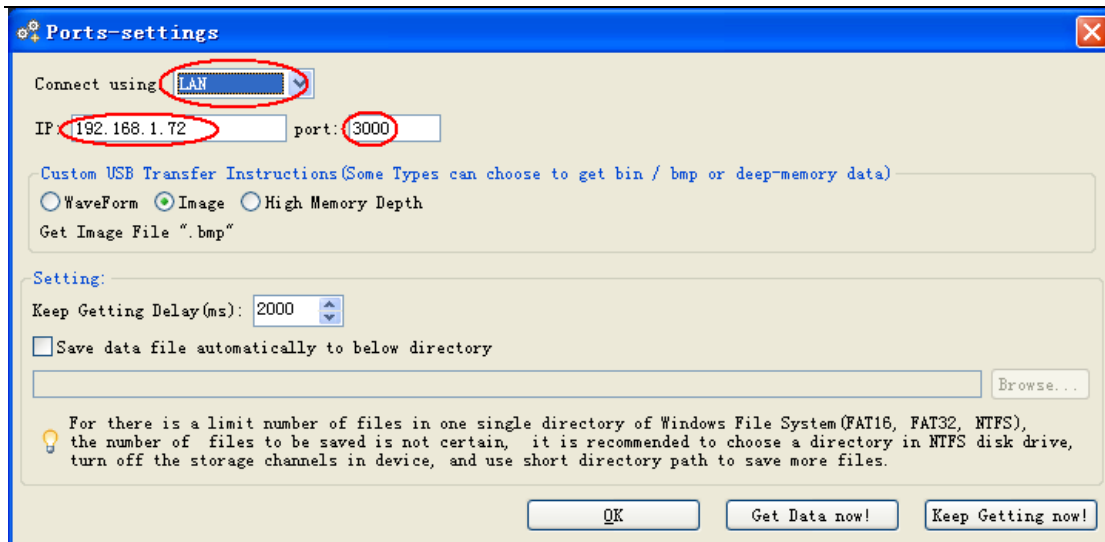 Ports-settings
Connect using: LAN
IP: 192.168.1.72 port: 3000
Custom USB Transfer Instructions(Some Types can choose to get bin / bmp or deep-memory data)
WaveForm Image High Memory Depth
Get Image File ".bmp"
Setting:
Keep Getting Delay(ms): 2000
Save data file automatically to below directory
Browse...
For there is a limit number of files in one single directory of Windows File System(FAT16, FAT32, NTFS),
the number of files to be saved is not certain, it is recommended to choose a directory in NTFS disk drive,
turn off the storage channels in device, and use short directory path to save more files.
OK Get Data now! Keep Getting now!